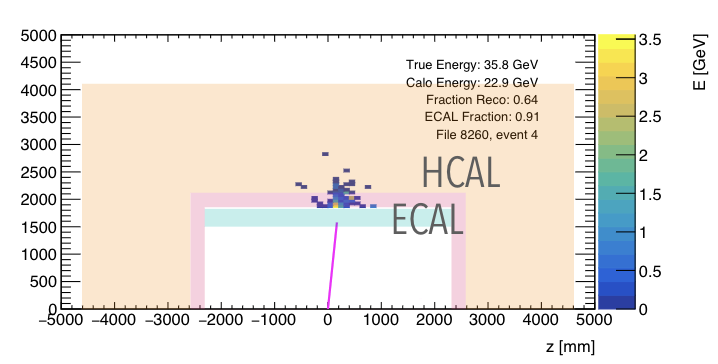 5000
4500
4000
3500
3000
2500
2000
1500
1000
500
0
True Energy: 35.8 GeV
Calo Energy: 22.9 GeV
Fraction Reco: 0.64
ECAL Fraction: 0.91
File 8260, event 4
HCAL
ECAL
−5000 −4000 −3000 −2000 −1000 0 1000 2000 3000 4000 5000
z [mm]
3.5
3
2.5
2
1.5
1
0.5
0
E [GeV]